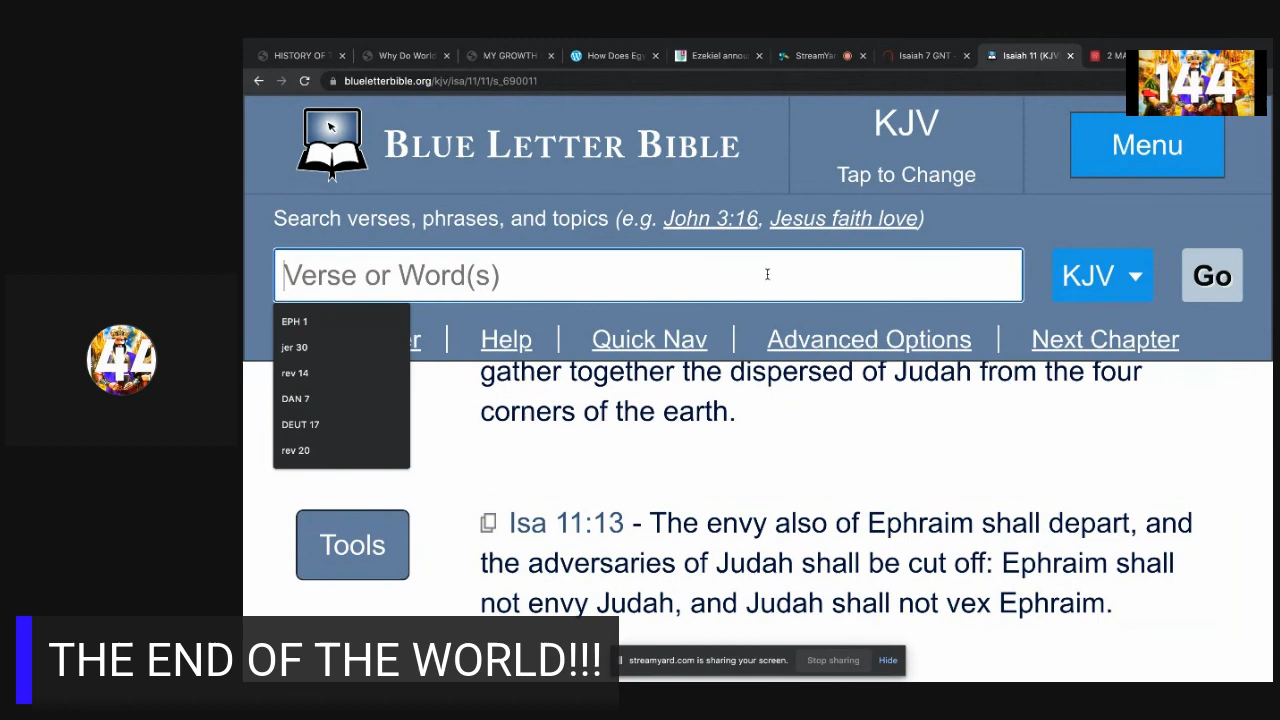 HISTORY OF T
Why Do World
MY GROWTH
How Does Egy
Ezekiel annou
StreamYar
Isaiah 7 GNT -
Isaiah 11 (KJV
2 MA
blueletterbible.org/kjv/isa/11/11/s_690011
144
BLUE LETTER BIBLE
KJV
Tap to Change
Menu
Search verses, phrases, and topics (e.g. John 3:16, Jesus faith love)
Verse or Word(s)
KJV
Go
EPH 1
jer 30
rev 14
DAN 7
DEUT 17
rev 20
er
Help
Quick Nav
Advanced Options
Next Chapter
44
gather together the dispersed of Judah from the four
corners of the earth.
Tools
Isa 11:13 - The envy also of Ephraim shall depart, and
the adversaries of Judah shall be cut off: Ephraim shall
not envy Judah, and Judah shall not vex Ephraim.
THE END OF THE WORLD!!!
streamyard.com is sharing your screen.
Stop sharing
Hide